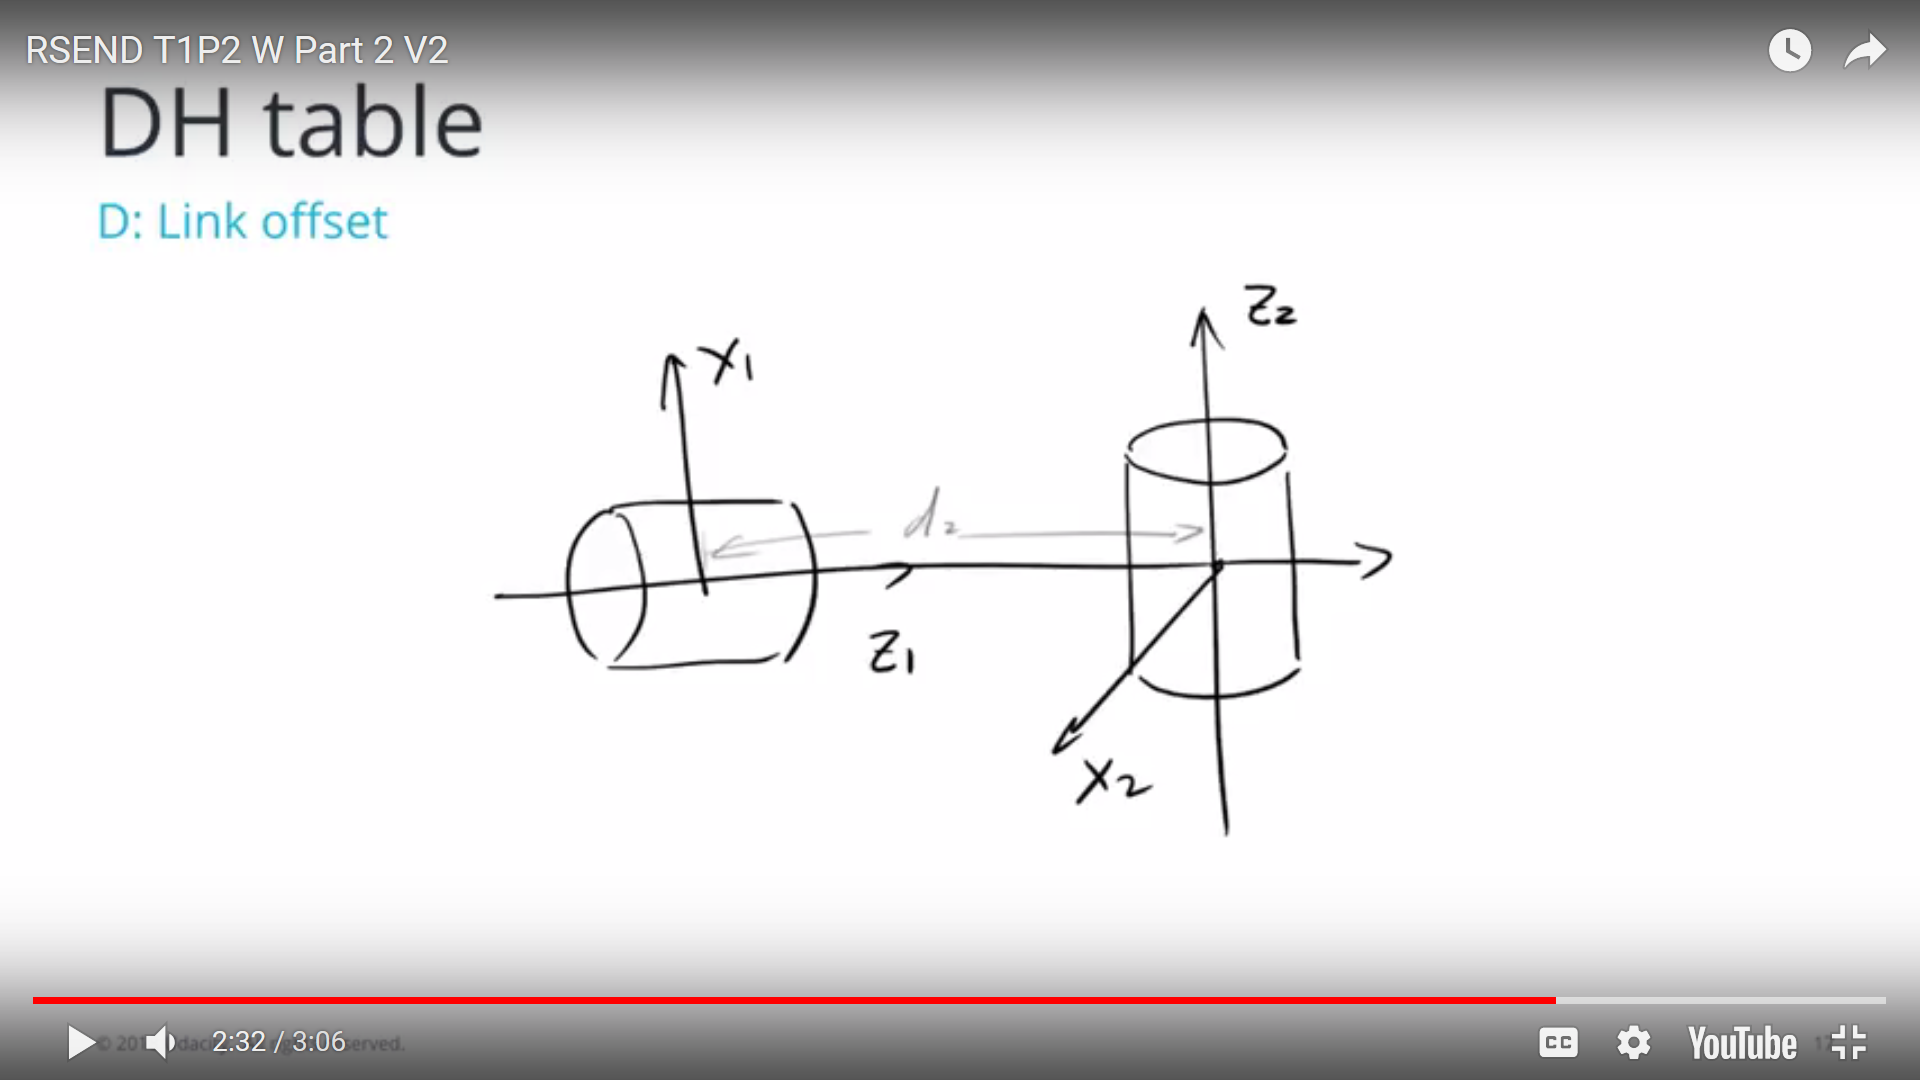 RSEND T1P2 W Part 2 V2
DH table
D: Link offset
Z2
X1
d2
Z1
X2
2:32 / 3:06
CC
YouTube